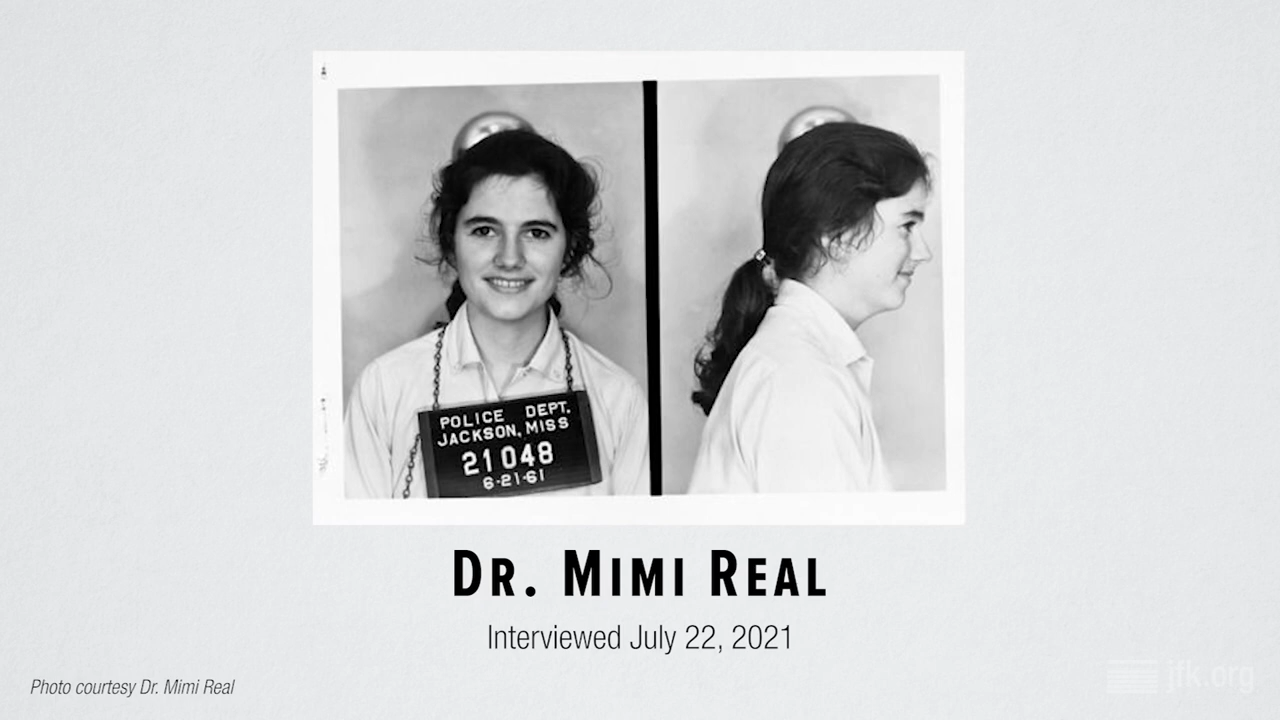 POLICE DEPT.
JACKSON, MISS
21048
6-21-61
DR. MIMI REAL
Interviewed July 22, 2021
Photo courtesy Dr. Mimi Real
jfk.org